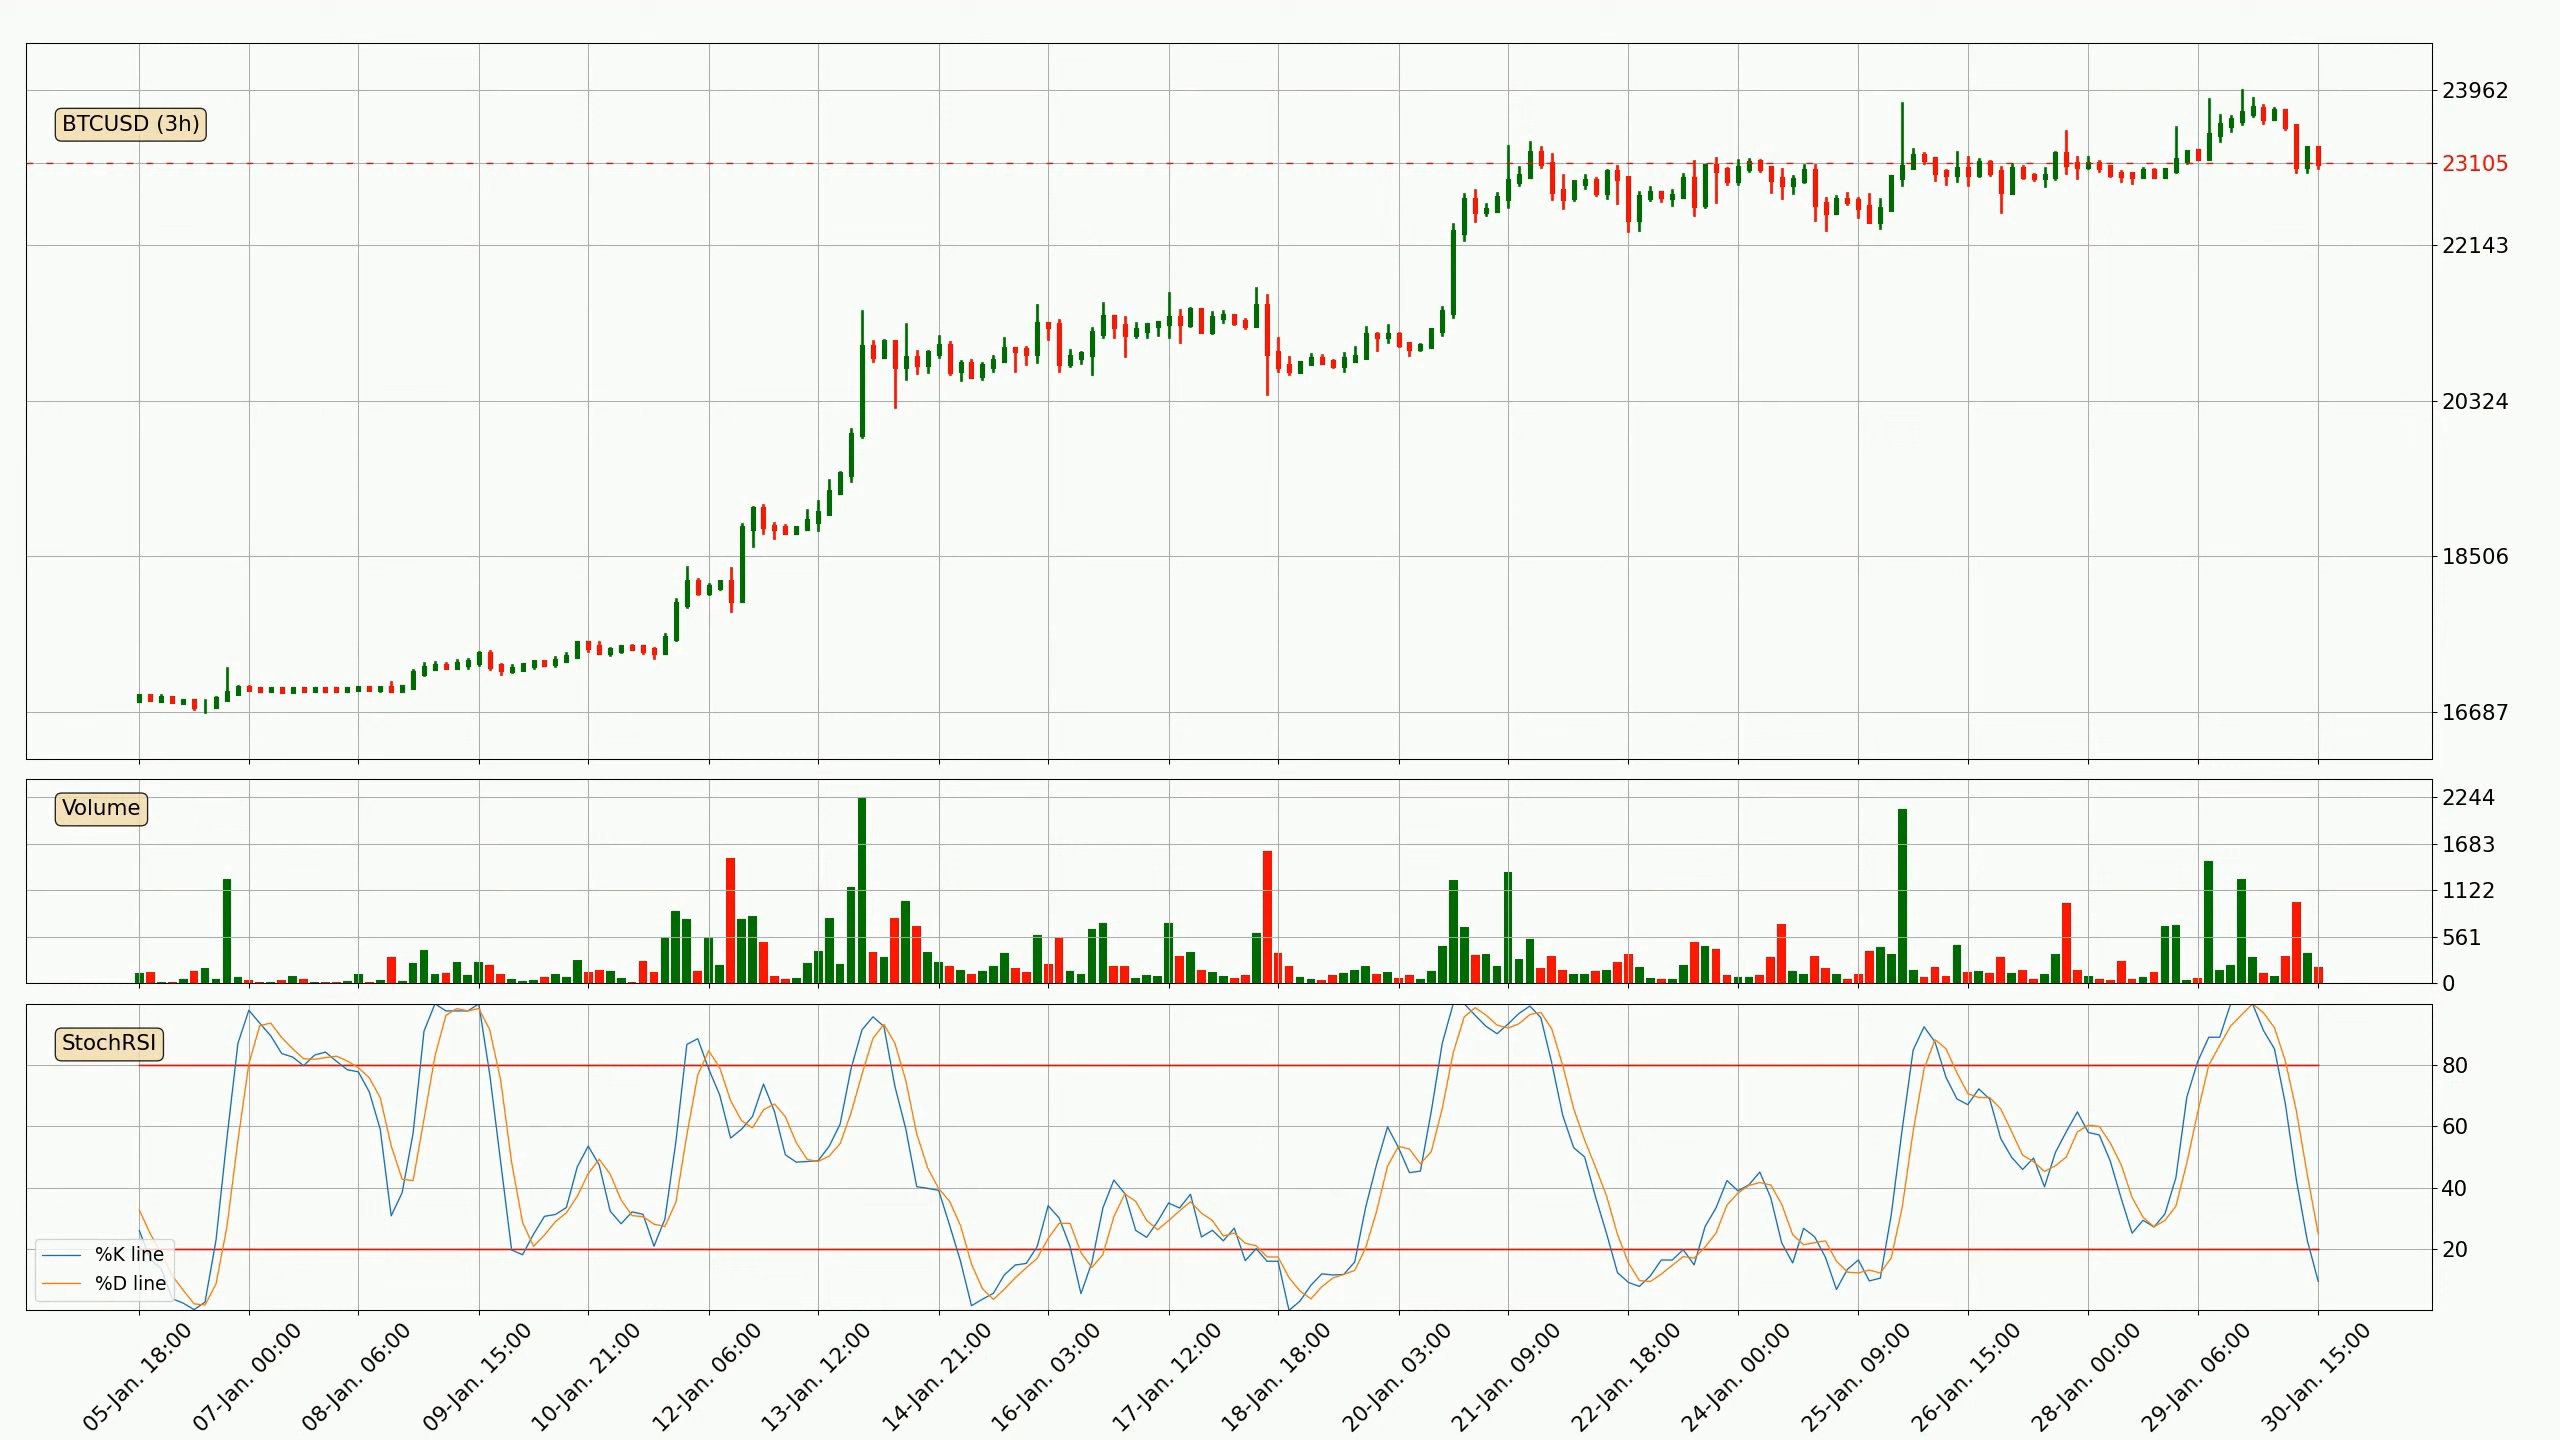 BTCUSD (3h)
23962
23105
22143
20324
18506
16687
Volume
2244
1683
1122
561
0
StochRSI
80
60
40
20
%K line
%D line
05-Jan. 18:00
07-Jan. 00:00
08-Jan. 06:00
09-Jan. 15:00
10-Jan. 21:00
12-Jan. 06:00
13-Jan. 12:00
14-Jan. 21:00
16-Jan. 03:00
17-Jan. 12:00
18-Jan. 18:00
20-Jan. 03:00
21-Jan. 09:00
22-Jan. 18:00
24-Jan. 00:00
25-Jan. 09:00
26-Jan. 15:00
28-Jan. 00:00
29-Jan. 06:00
30-Jan. 15:00